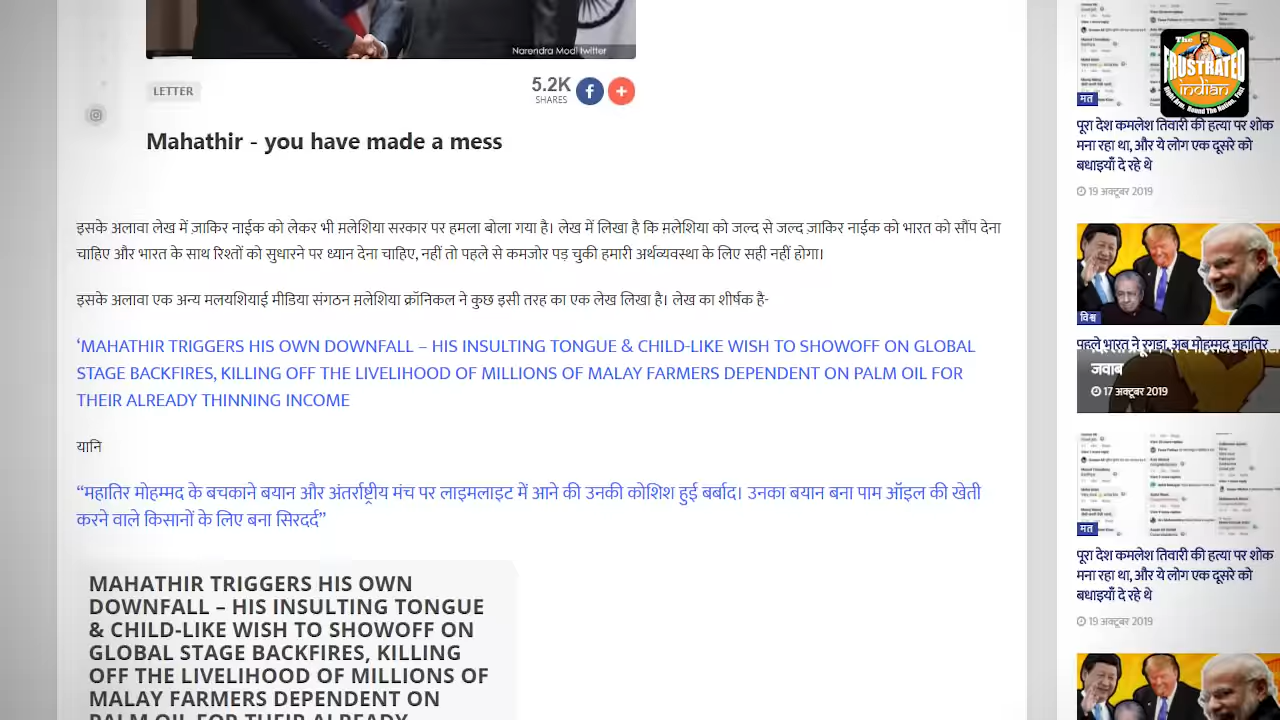 Narendra Modi twitter
LETTER
5.2K
SHARES
Mahathir - you have made a mess
इसके अलावा लेख में ज़ाकिर नाईक को लेकर भी म़लेशिया सरकार पर हमला बोला गया है। लेख में लिखा है कि म़लेशिया को जल्द से जल्द ज़ाकिर नाईक को भारत को सौंप देना
चाहिए और भारत के साथ रिश्तों को सुधारने पर ध्यान देना चाहिए, नहीं तो पहले से कमजोर पड़ चुकी हमारी अर्थव्यवस्था के लिए सही नहीं होगा।
इसके अलावा एक अन्य मलयशियाई मीडिया संगठन म़लेशिया क्रॉनिकल ने कुछ इसी तरह का एक लेख लिखा है। लेख का शीर्षक है-
‘MAHATHIR TRIGGERS HIS OWN DOWNFALL – HIS INSULTING TONGUE & CHILD-LIKE WISH TO SHOWOFF ON GLOBAL
STAGE BACKFIRES, KILLING OFF THE LIVELIHOOD OF MILLIONS OF MALAY FARMERS DEPENDENT ON PALM OIL FOR
THEIR ALREADY THINNING INCOME
यानि
“महातिर मोहम्मद के बचकाने बयान और अंतर्राष्ट्रीय मंच पर लाइमलाइट में आने की उनकी कोशिश हुई बर्बाद। उनका बयान बना पाम ऑइल की खेती
करने वाले किसानों के लिए बना सिरदर्द”
MAHATHIR TRIGGERS HIS OWN
DOWNFALL – HIS INSULTING TONGUE
& CHILD-LIKE WISH TO SHOWOFF ON
GLOBAL STAGE BACKFIRES, KILLING
OFF THE LIVELIHOOD OF MILLIONS OF
MALAY FARMERS DEPENDENT ON
PALM OIL FOR THEIR ALREADY
The
FRUSTRATED
indian
मत
पूरा देश कमलेश तिवारी की हत्या पर शोक
मना रहा था, और ये लोग एक दूसरे को
बधाइयाँ दे रहे थे
19 अक्टूबर 2019
विश्व
पहले भारत ने रगड़ा, अब मोहम्मद महातिर
जवाब
17 अक्टूबर 2019
मत
पूरा देश कमलेश तिवारी की हत्या पर शोक
मना रहा था, और ये लोग एक दूसरे को
बधाइयाँ दे रहे थे
19 अक्टूबर 2019